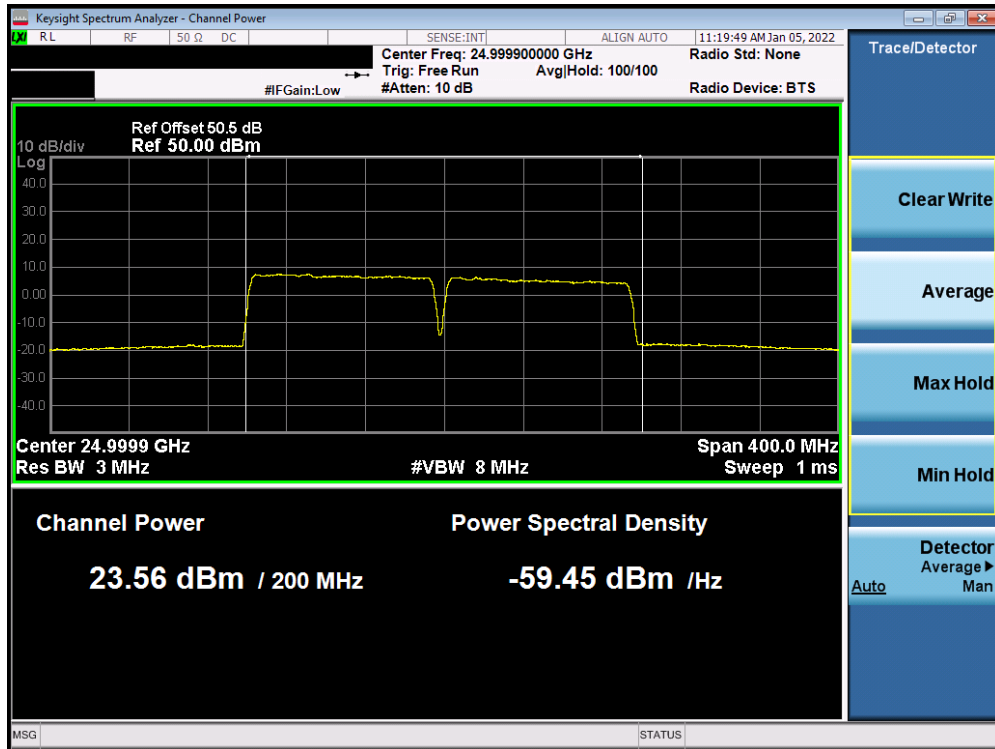 Keysight Spectrum Analyzer - Channel Power
LXI RL RF 50 Ω DC SENSE:INT ALIGN AUTO 11:19:49 AM Jan 05, 2022
Center Freq: 24.999900000 GHz Radio Std: None
Trig: Free Run Avg|Hold: 100/100
#IFGain:Low #Atten: 10 dB Radio Device: BTS
Ref Offset 50.5 dB
10 dB/div Ref 50.00 dBm
Log
40.0
30.0
20.0
10.0
0.00
-10.0
-20.0
-30.0
-40.0
Center 24.9999 GHz Span 400.0 MHz
Res BW 3 MHz #VBW 8 MHz Sweep 1 ms
Channel Power Power Spectral Density
23.56 dBm / 200 MHz -59.45 dBm /Hz
MSG STATUS
Trace/Detector
Clear Write
Average
Max Hold
Min Hold
Detector
Average
Auto Man